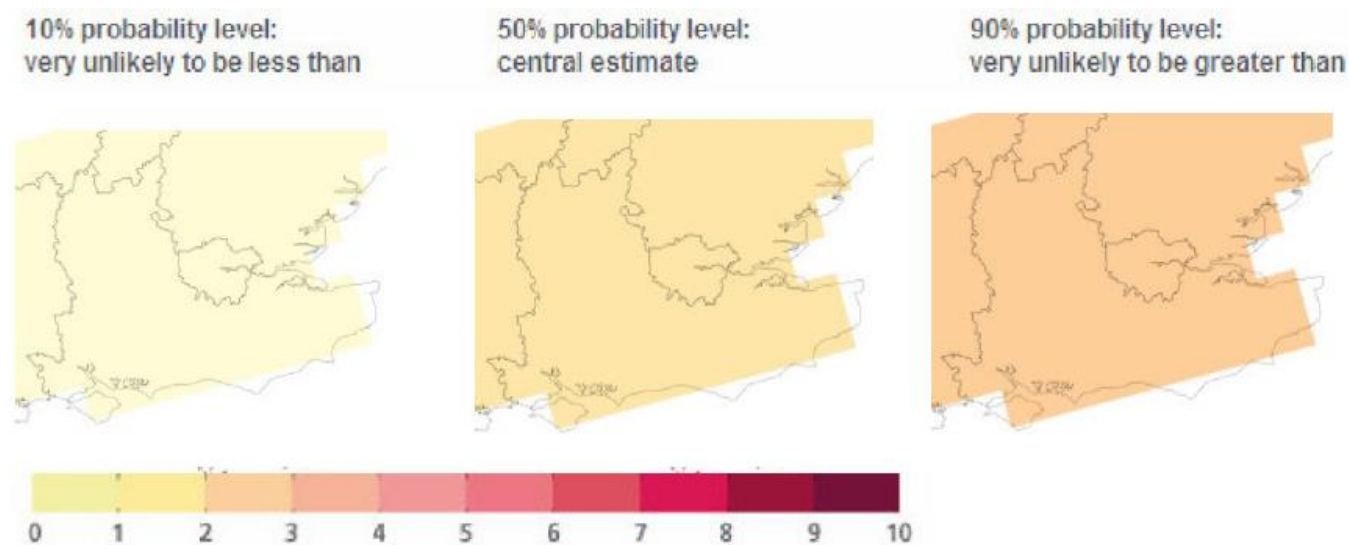 10% probability level:
very unlikely to be less than
50% probability level:
central estimate
90% probability level:
very unlikely to be greater than
0 1 2 3 4 5 6 7 8 9 10